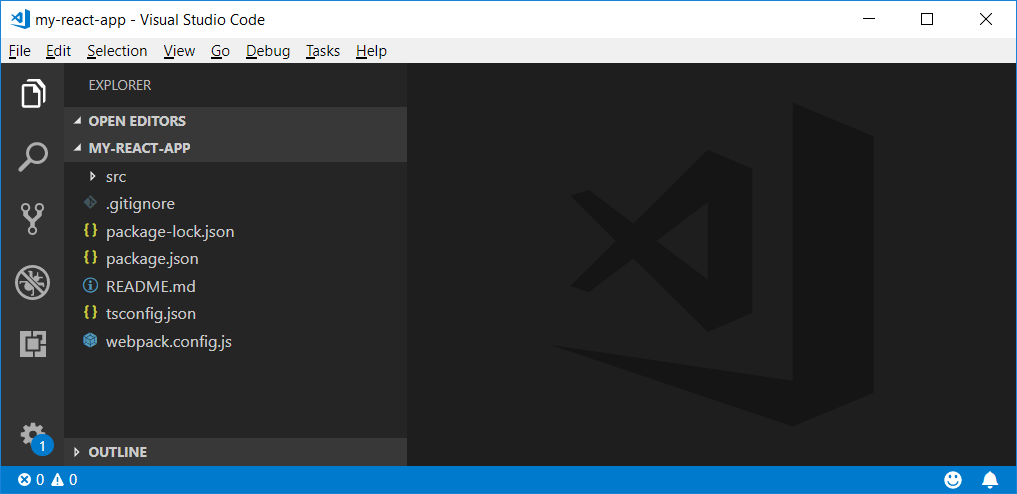 my-react-app - Visual Studio Code
File Edit Selection View Go Debug Tasks Help
EXPLORER
OPEN EDITORS
MY-REACT-APP
src
.gitignore
package-lock.json
package.json
README.md
tsconfig.json
webpack.config.js
1
OUTLINE
0 0